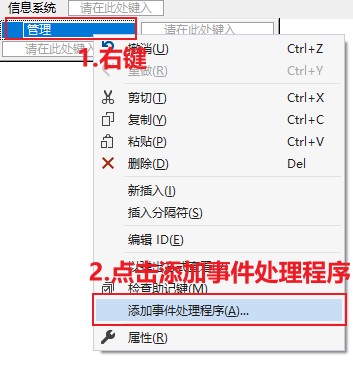 信息系统 请在此处键入
管理 请在此处键入
请在此处键入
1.右键
撤消(U) Ctrl+Z
重做(R) Ctrl+Y
剪切(T) Ctrl+X
复制(Y) Ctrl+C
粘贴(P) Ctrl+V
删除(D) Del
新插入(I)
插入分隔符(S)
编辑 ID(E)
2.点击添加事件处理程序
检查助记键(M)
添加事件处理程序(A)...
属性(R)